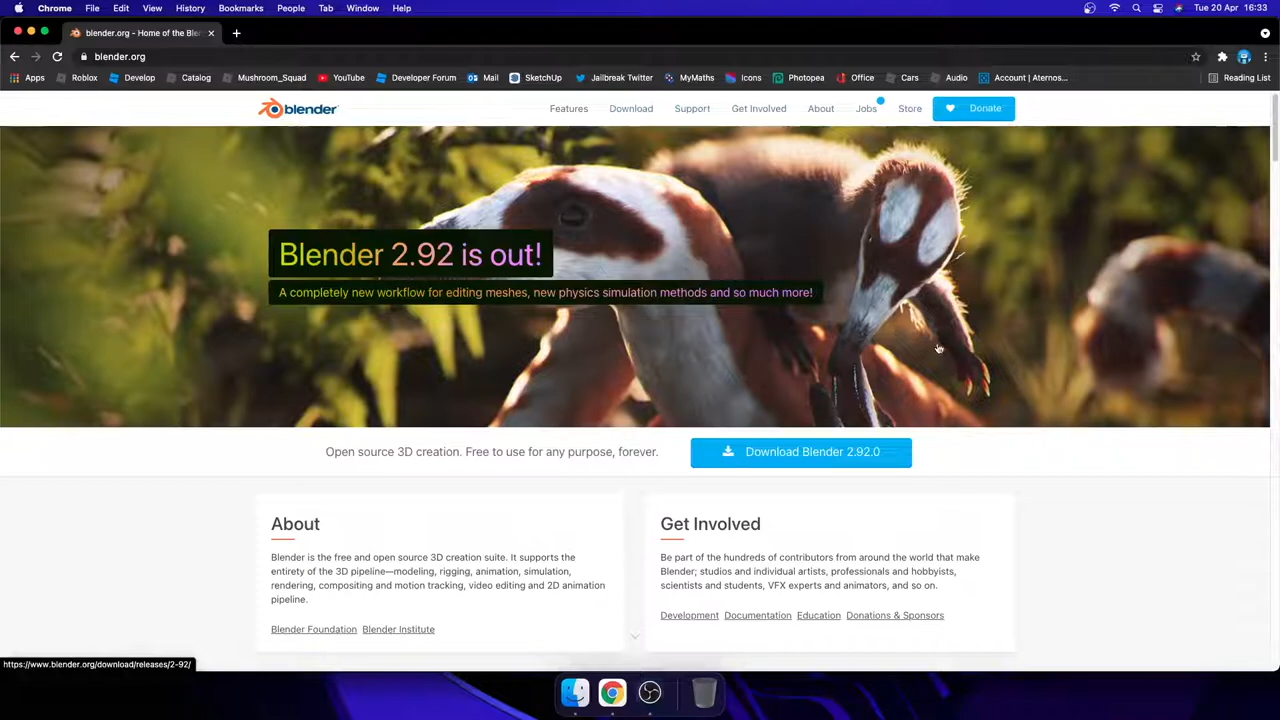 Chrome File Edit View History Bookmarks People Tab Window Help Tue 20 Apr 16:33
blender.org - Home of the Ble
blender.org
Apps Roblox Develop Catalog Mushroom_Squad YouTube Developer Forum Mail SketchUp Jailbreak Twitter MyMaths Icons Photopea Office Cars Audio Account | Aternos... Reading List
blender Features Download Support Get Involved About Jobs Store Donate
Blender 2.92 is out!
A completely new workflow for editing meshes, new physics simulation methods and so much more!
Open source 3D creation. Free to use for any purpose, forever. Download Blender 2.92.0
About
Blender is the free and open source 3D creation suite. It supports the
entirety of the 3D pipeline—modeling, rigging, animation, simulation,
rendering, compositing and motion tracking, video editing and 2D animation
pipeline.
Blender Foundation Blender Institute
Get Involved
Be part of the hundreds of contributors from around the world that make
Blender; studios and individual artists, professionals and hobbyists,
scientists and students, VFX experts and animators, and so on.
Development Documentation Education Donations & Sponsors
https://www.blender.org/download/releases/2-92/